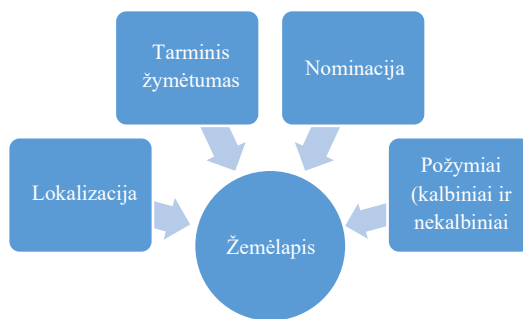 Tarminis
žymėtumas
Nominacija
Lokalizacija
Požymiai
(kalbiniai ir
nekalbiniai
Žemėlapis